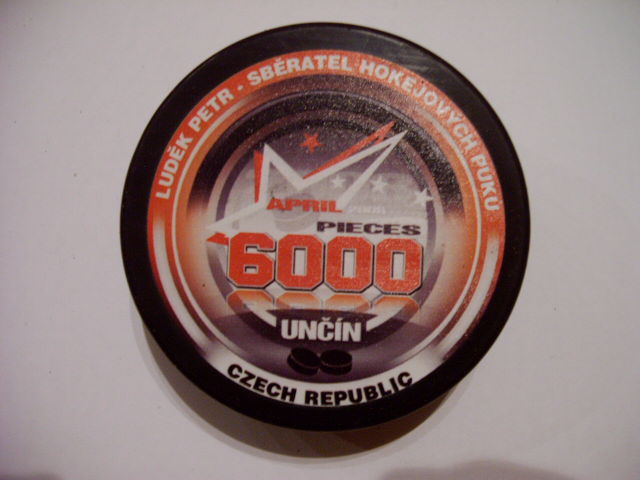 LUDĚK PETR - SBĚRATEL HOKEJOVÝCH PUKŮ
APRIL
PIECES
6000
UNČÍN
CZECH REPUBLIC